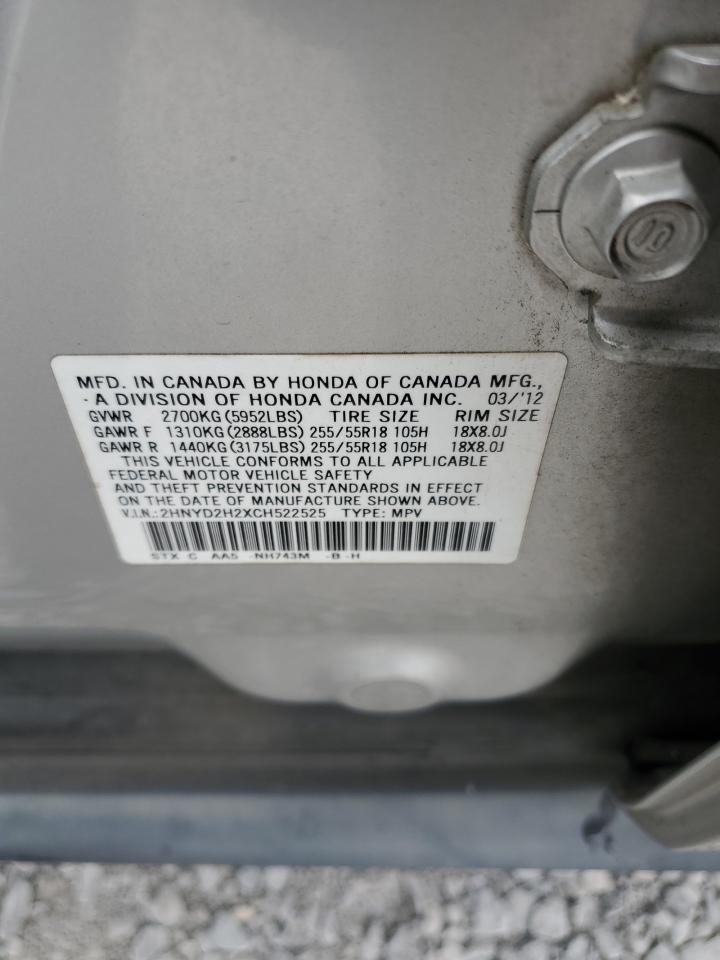 MFD. IN CANADA BY HONDA OF CANADA MFG.,
A DIVISION OF HONDA CANADA INC. 03/'12
GVWR 2700KG (5952LBS) TIRE SIZE RIM SIZE
GAWR F 1310KG (2888LBS) 255/55R18 105H 18X8.0J
GAWR R 1440KG (3175LBS) 255/55R18 105H 18X8.0J
THIS VEHICLE CONFORMS TO ALL APPLICABLE
FEDERAL MOTOR VEHICLE SAFETY
AND THEFT PREVENTION STANDARDS IN EFFECT
ON THE DATE OF MANUFACTURE SHOWN ABOVE.
V.I.N.:2HNYD2H2XCH522525 TYPE: MPV
STX C AA5 -NH743M -B -H